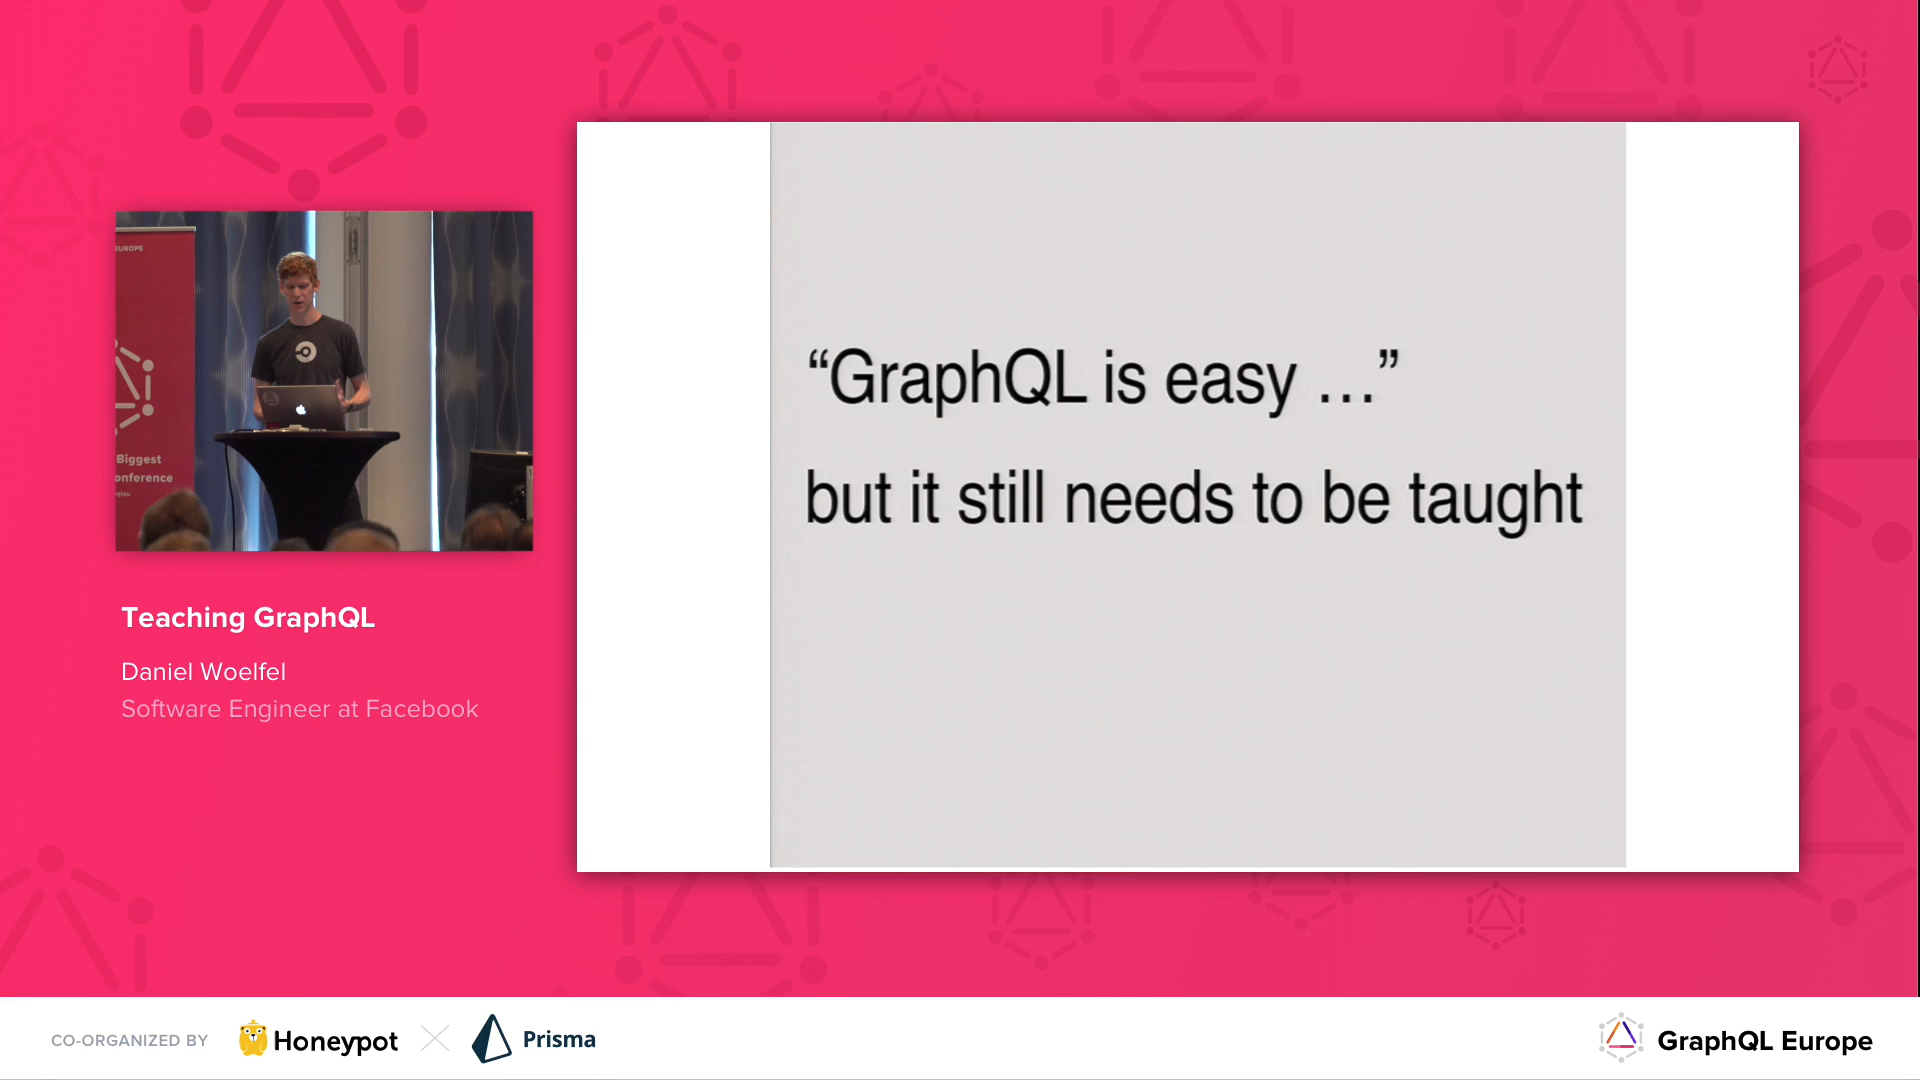 EUROPE
Biggest
onference
“GraphQL is easy ...”
but it still needs to be taught
Teaching GraphQL
Daniel Woelfel
Software Engineer at Facebook
CO-ORGANIZED BY
Honeypot
Prisma
GraphQL Europe